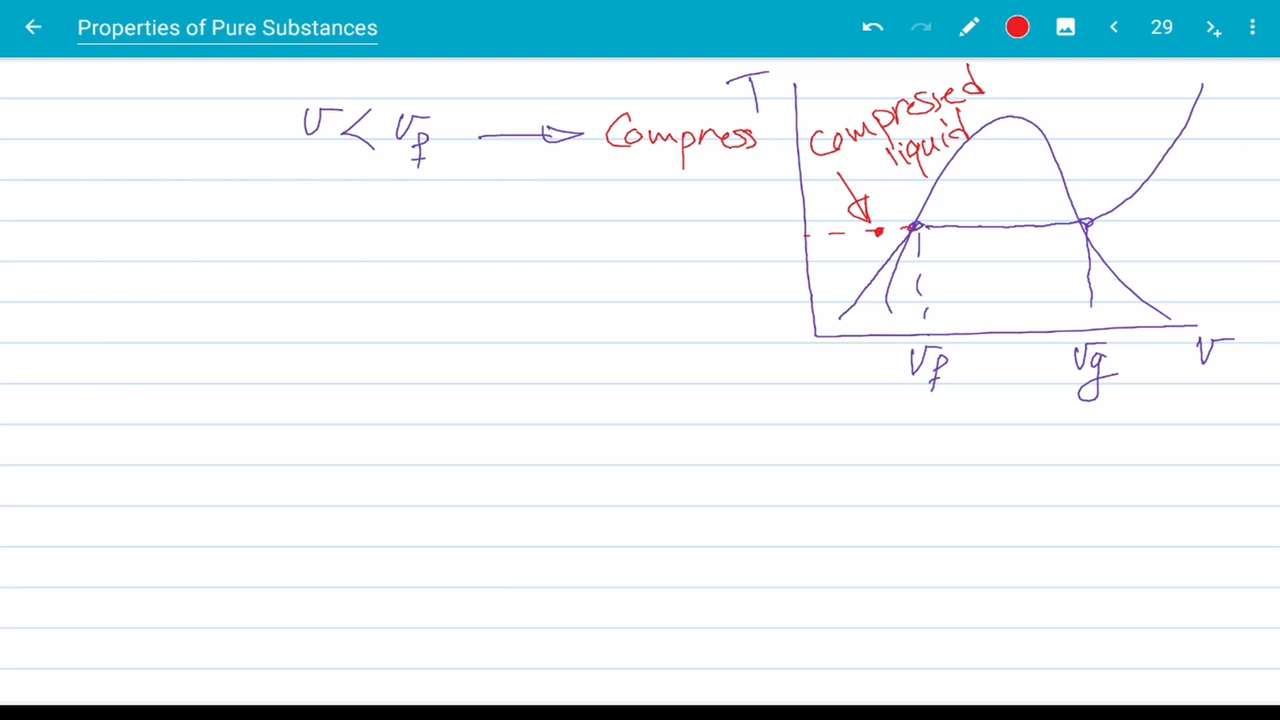 Properties of Pure Substances
29
v < vf → Compress
T
compressed
liquid
vf vg v